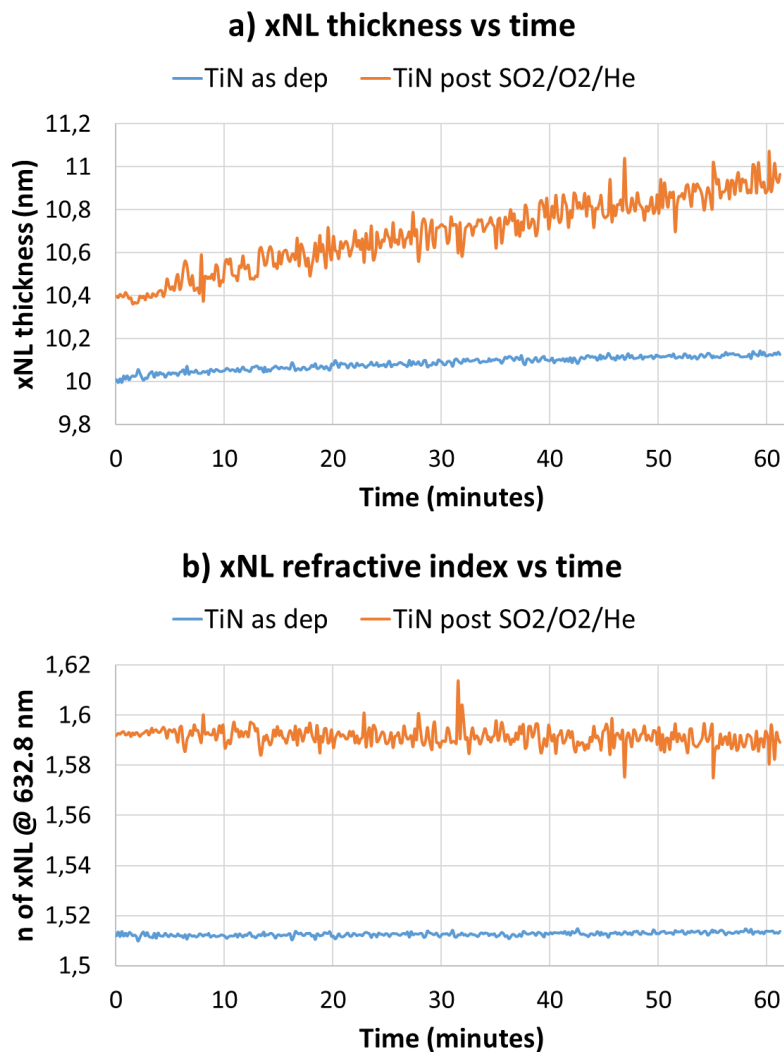 a) xNL thickness vs time
TiN as dep TiN post SO2/O2/He
xNL thickness (nm)
11,2
11
10,8
10,6
10,4
10,2
10
9,8
0 10 20 30 40 50 60
Time (minutes)
b) xNL refractive index vs time
TiN as dep TiN post SO2/O2/He
n of xNL @ 632.8 nm
1,62
1,6
1,58
1,56
1,54
1,52
1,5
0 10 20 30 40 50 60
Time (minutes)